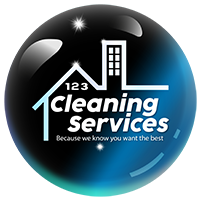 123
Cleaning
Services
Because we know you want the best